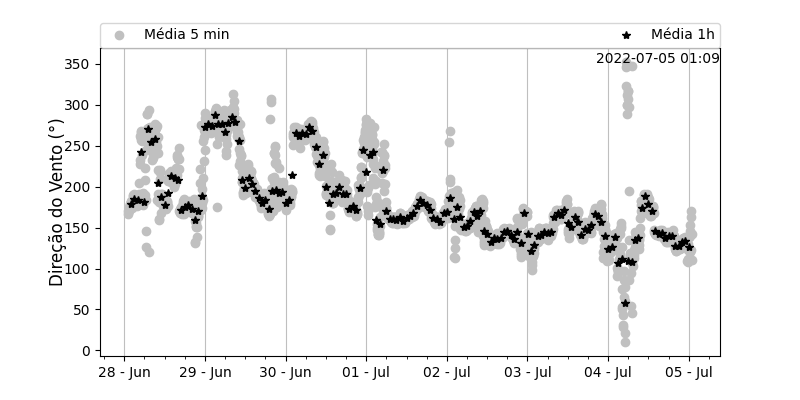 Média 5 min
Média 1h
2022-07-05 01:09
Direção do Vento (°)
350
300
250
200
150
100
50
0
28 - Jun
29 - Jun
30 - Jun
01 - Jul
02 - Jul
03 - Jul
04 - Jul
05 - Jul